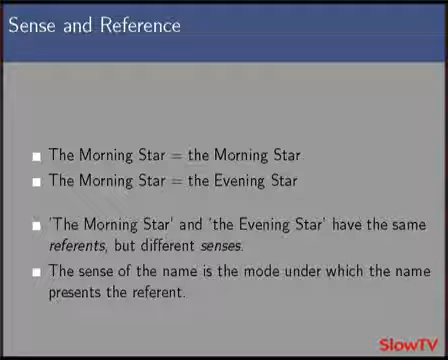 Sense and Reference
The Morning Star = the Morning Star
The Morning Star = the Evening Star
'The Morning Star' and 'the Evening Star' have the same
referents, but different senses.
The sense of the name is the mode under which the name
presents the referent.
SlowTV